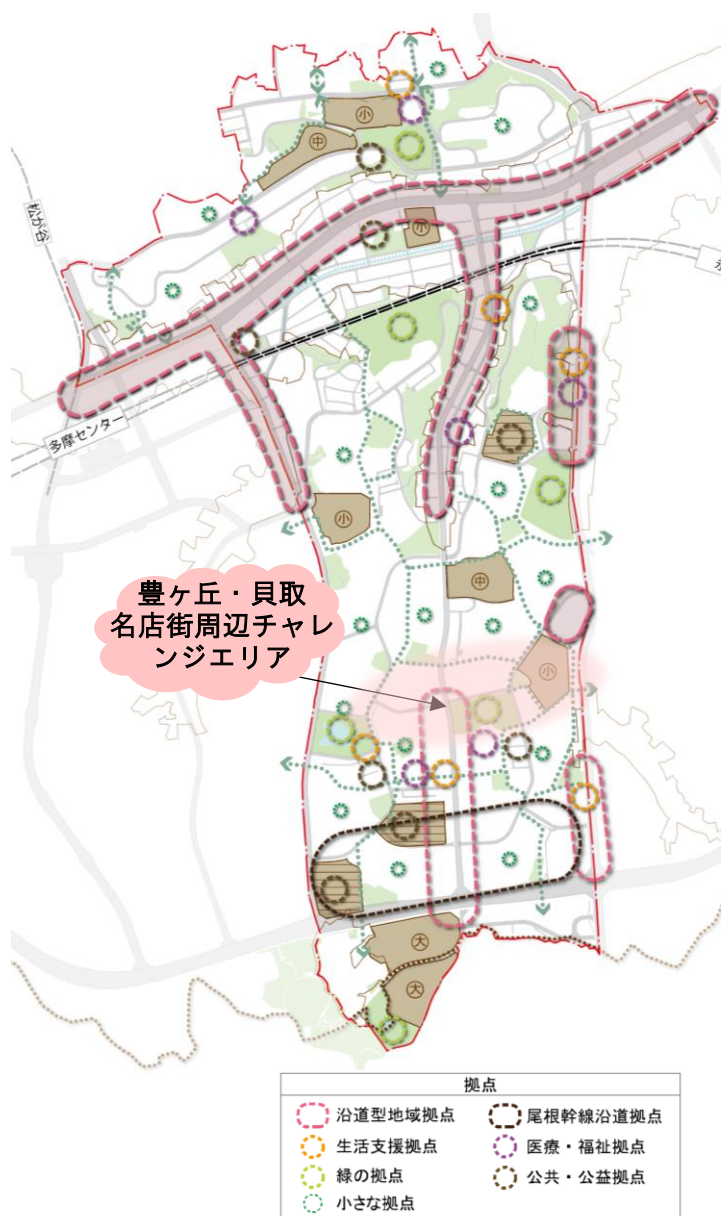 小
中
松が谷
小
永
多摩センター
小
中
豊ヶ丘・貝取
名店街周辺チャレ
ンジエリア
小
大
大
拠点
沿道型地域拠点
尾根幹線沿道拠点
生活支援拠点
医療・福祉拠点
緑の拠点
公共・公益拠点
小さな拠点